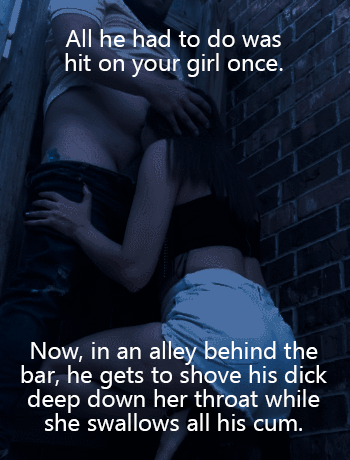 All he had to do was
hit on your girl once.
Now, in an alley behind the
bar, he gets to shove his dick
deep down her throat while
she swallows all his cum.